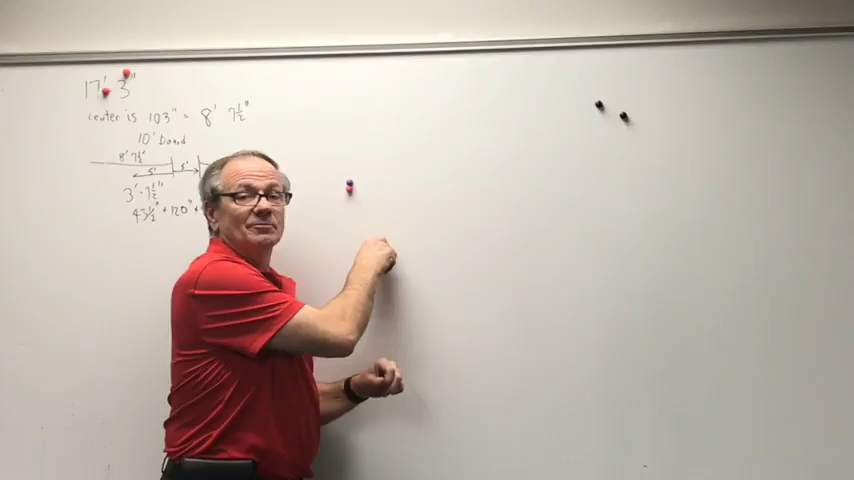 17' 3"
center is 103" = 8' 7½"
10' board
8' 7½"
5' 5'
3' - 7½"
43½" + 120" +